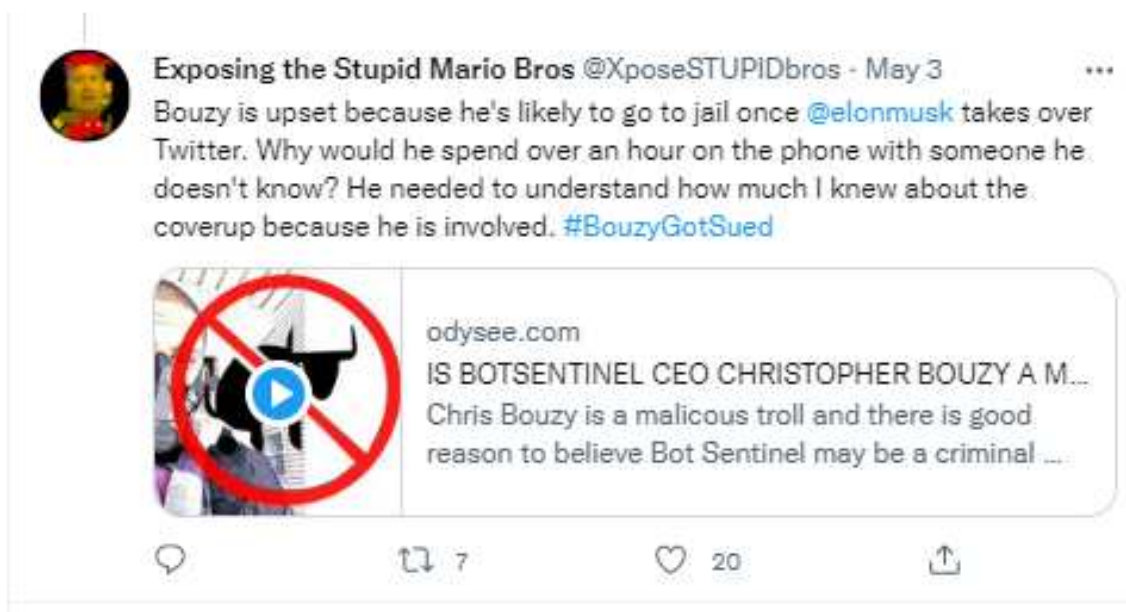 Exposing the Stupid Mario Bros @XposeSTUPIDbros · May 3
Bouzy is upset because he's likely to go to jail once @elonmusk takes over
Twitter. Why would he spend over an hour on the phone with someone he
doesn't know? He needed to understand how much I knew about the
coverup because he is involved. #BouzyGotSued
odysee.com
IS BOTSENTINEL CEO CHRISTOPHER BOUZY A M...
Chris Bouzy is a malicous troll and there is good
reason to believe Bot Sentinel may be a criminal ...
7
20